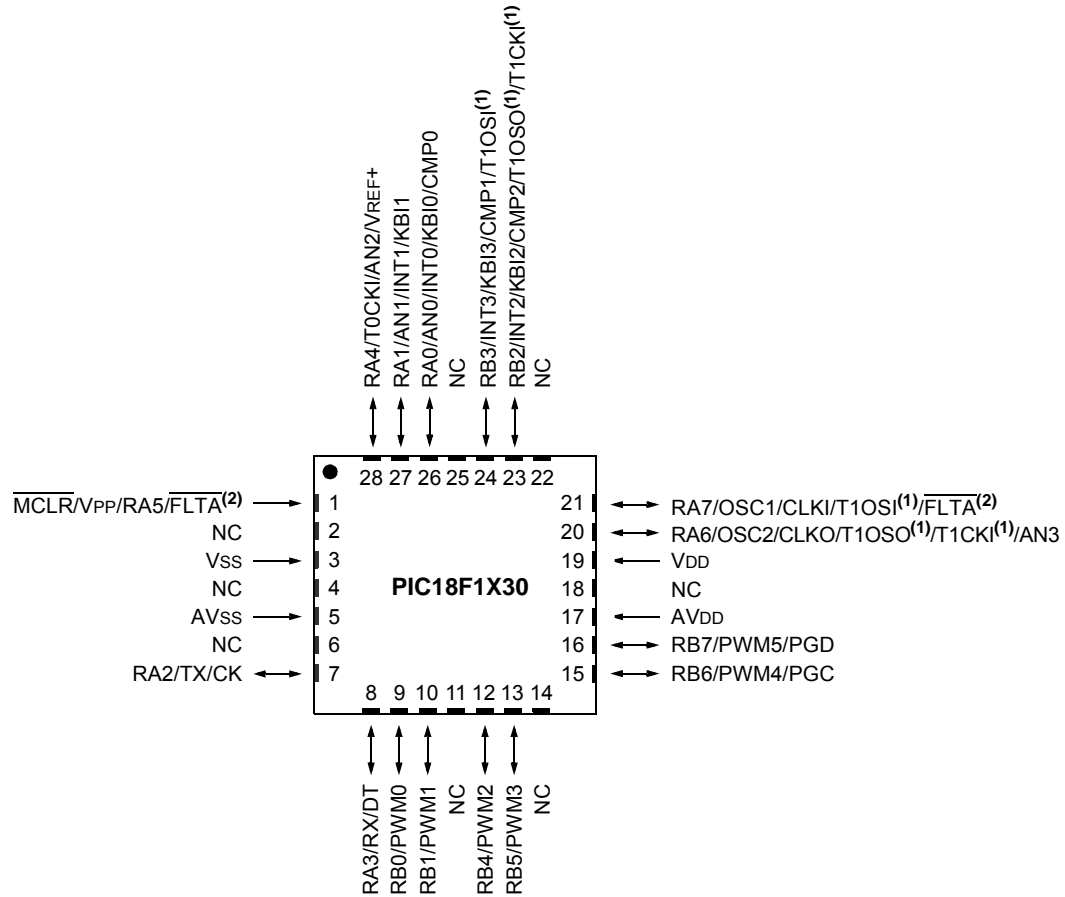 RA4/T0CKI/AN2/VREF+
RA1/AN1/INT1/KBI1
RA0/AN0/INT0/KBI0/CMP0
NC
RB3/INT3/KBI3/CMP1/T1OSI(1)
RB2/INT2/KBI2/CMP2/T1OSO(1)/T1CKI(1)
NC
28 27 26 25 24 23 22
MCLR/VPP/RA5/FLTA(2) 1
NC 2
VSS 3
NC 4
AVSS 5
NC 6
RA2/TX/CK 7
PIC18F1X30
21 RA7/OSC1/CLKI/T1OSI(1)/FLTA(2)
20 RA6/OSC2/CLKO/T1OSO(1)/T1CKI(1)/AN3
19 VDD
18 NC
17 AVDD
16 RB7/PWM5/PGD
15 RB6/PWM4/PGC
8 9 10 11 12 13 14
RA3/RX/DT
RB0/PWM0
RB1/PWM1
NC
RB4/PWM2
RB5/PWM3
NC